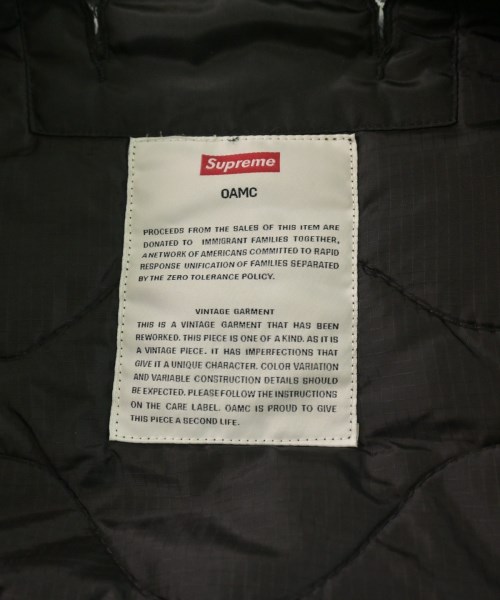 Supreme
OAMC
PROCEEDS FROM THE SALES OF THIS ITEM ARE
DONATED TO IMMIGRANT FAMILIES TOGETHER,
A NETWORK OF AMERICANS COMMITTED TO RAPID
RESPONSE UNIFICATION OF FAMILIES SEPARATED
BY THE ZERO TOLERANCE POLICY.
VINTAGE GARMENT
THIS IS A VINTAGE GARMENT THAT HAS BEEN
REWORKED. THIS PIECE IS ONE OF A KIND. AS IT IS
A VINTAGE PIECE. IT HAS IMPERFECTIONS THAT
GIVE IT A UNIQUE CHARACTER. COLOR VARIATION
AND VARIABLE CONSTRUCTION DETAILS SHOULD
BE EXPECTED. PLEASE FOLLOW THE INSTRUCTIONS
ON THE CARE LABEL. OAMC IS PROUD TO GIVE
THIS PIECE A SECOND LIFE.